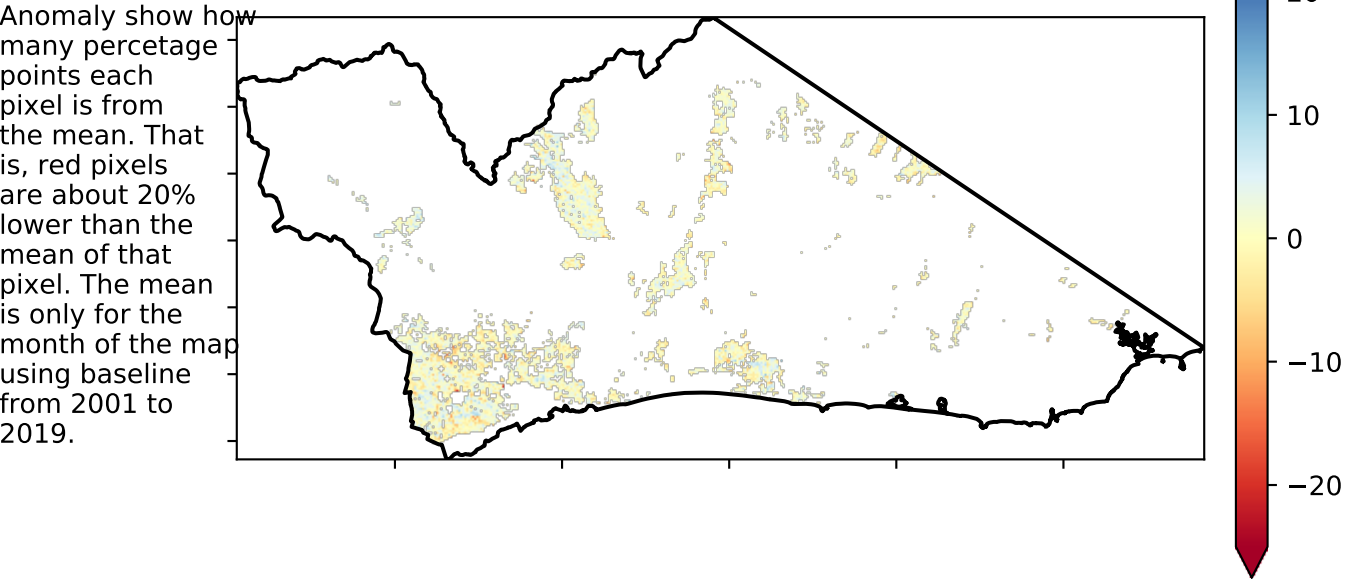 Anomaly show how
many percetage
points each
pixel is from
the mean. That
is, red pixels
are about 20%
lower than the
mean of that
pixel. The mean
is only for the
month of the map
using baseline
from 2001 to
2019.
10
0
−10
−20